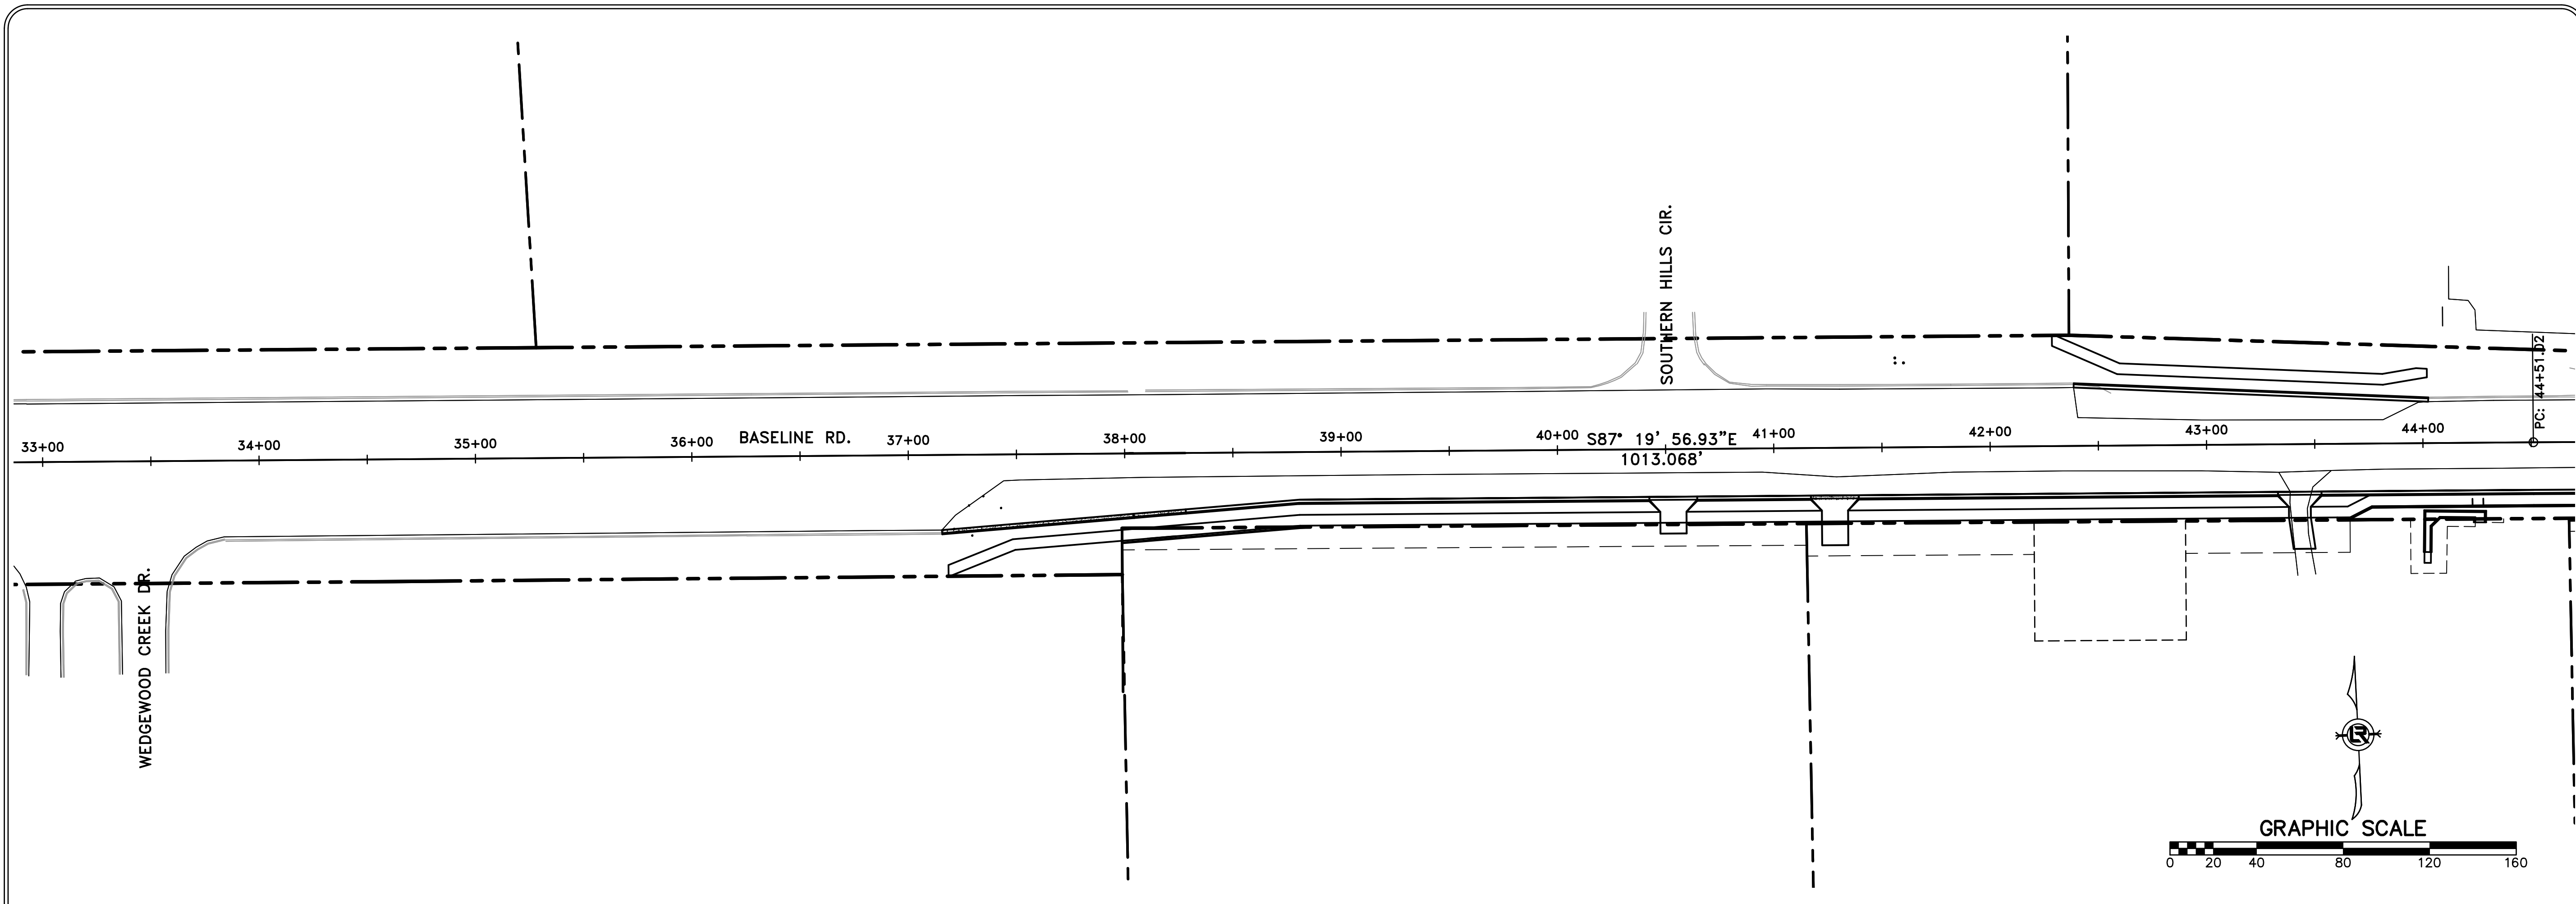 SOUTHERN HILLS CIR.
PC: 44+51.02
33+00
34+00
35+00
36+00
BASELINE RD.
37+00
38+00
39+00
40+00
S87° 19' 56.93"E
1013.068'
41+00
42+00
43+00
44+00
WEDGEWOOD CREEK DR.
LR
GRAPHIC SCALE
0 20 40 80 120 160